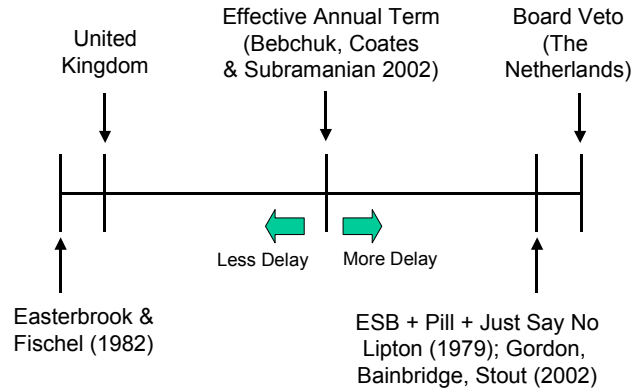 United
Kingdom
Effective Annual Term
(Bebchuk, Coates
& Subramanian 2002)
Board Veto
(The
Netherlands)
Less Delay
More Delay
Easterbrook &
Fischel (1982)
ESB + Pill + Just Say No
Lipton (1979); Gordon,
Bainbridge, Stout (2002)